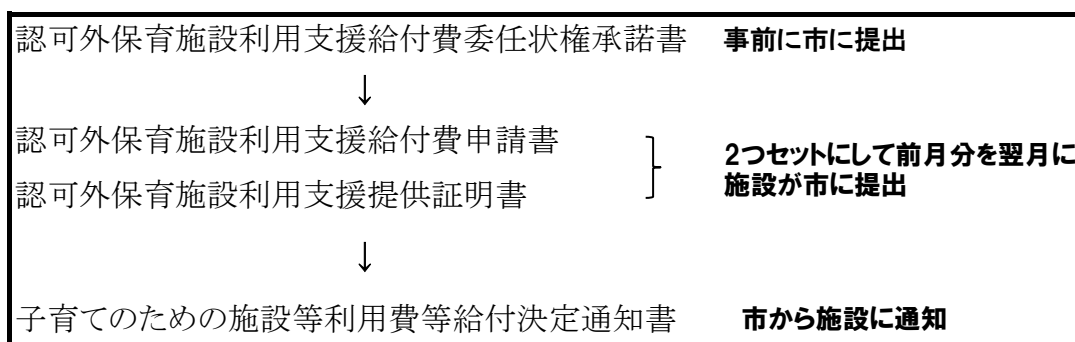 認可外保育施設利用支援給付費委任状権承諾書 事前に市に提出
↓
認可外保育施設利用支援給付費申請書
認可外保育施設利用支援提供証明書
2つセットにして前月分を翌月に
施設が市に提出
↓
子育てのための施設等利用費等給付決定通知書 市から施設に通知